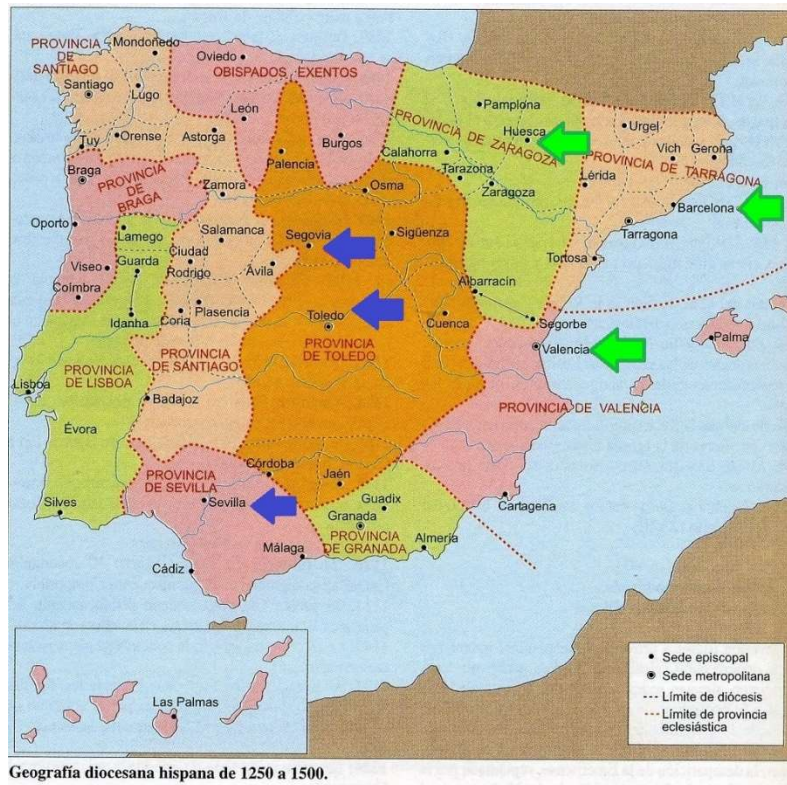 PROVINCIA
DE
SANTIAGO
Mondoñedo
Oviedo
OBISPADOS EXENTOS
Santiago
Lugo
León
Pamplona
Urgel
Tuy
Orense
Astorga
Burgos
Huesca
Vich
Gerona
PROVINCIA DE ZARAGOZA
Palencia
Calahorra
PROVINCIA DE TARRAGONA
Braga
PROVINCIA
DE
BRAGA
Zamora
Osma
Tarazona
Zaragoza
Lérida
Barcelona
Oporto
Lamego
Salamanca
Segovia
Sigüenza
Tarragona
Viseo
Guarda
Ciudad
Rodrigo
Ávila
Tortosa
Coímbra
Albarracín
Idanha
Coria
Plasencia
Toledo
Cuenca
Segorbe
PROVINCIA
DE TOLEDO
Valencia
Palma
PROVINCIA
DE LISBOA
PROVINCIA
DE
SANTIAGO
Lisboa
Badajoz
PROVINCIA DE VALENCIA
Évora
Córdoba
Jaén
PROVINCIA
DE SEVILLA
Sevilla
Guadix
Cartagena
Silves
Granada
PROVINCIA
DE GRANADA
Almería
Málaga
Cádiz
Las Palmas
Sede episcopal
Sede metropolitana
Límite de diócesis
Límite de provincia
eclesiástica
Geografía diocesana hispana de 1250 a 1500.